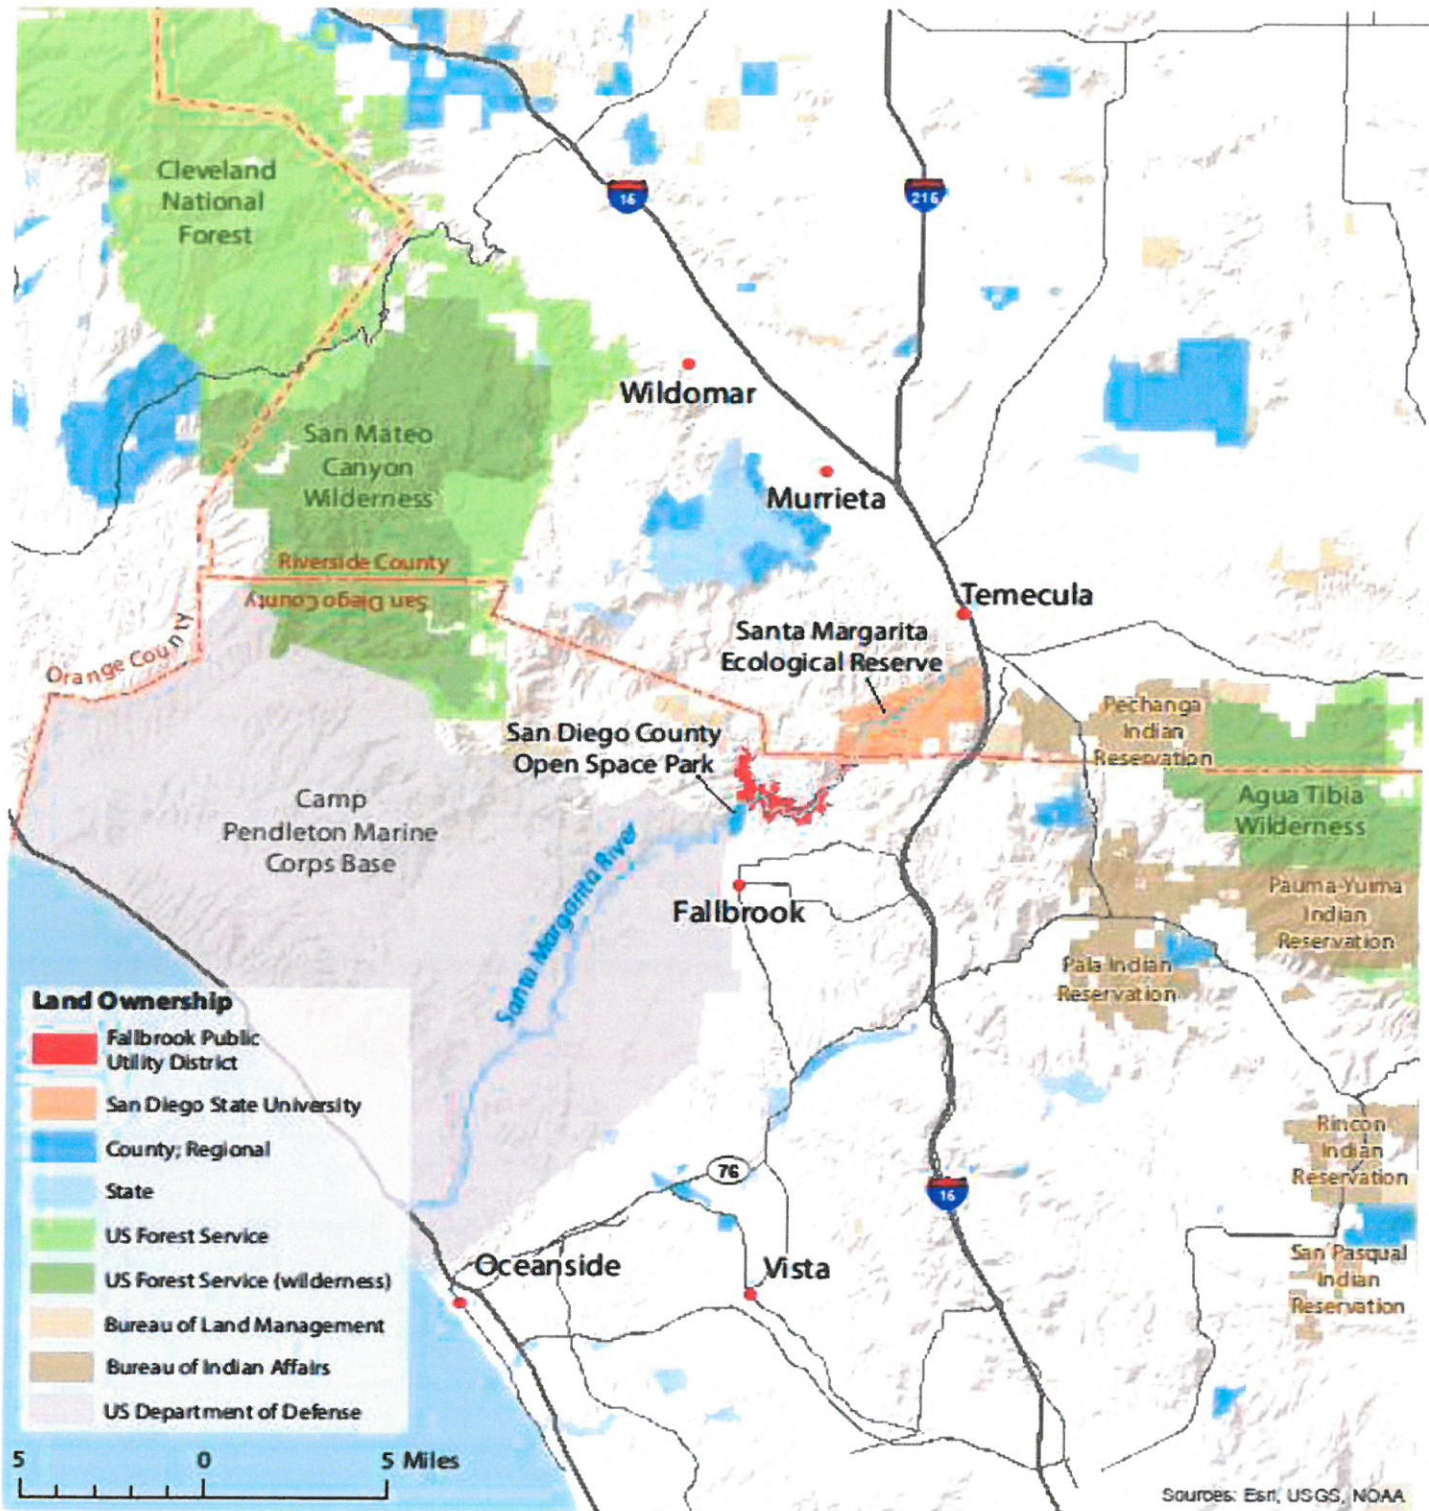 Cleveland
National
Forest
16
216
Wildomar
San Mateo
Canyon
Wilderness
Murrieta
Riverside County
San Diego County
Orange County
Temecula
Santa Margarita
Ecological Reserve
San Diego County
Open Space Park
Pechanga
Indian
Reservation
Agua Tibia
Wilderness
Camp
Pendleton Marine
Corps Base
Santa Margarita River
Fallbrook
Pauma-Yuima
Indian
Reservation
Pala Indian
Reservation
Land Ownership
Fallbrook Public
Utility District
San Diego State University
County; Regional
State
US Forest Service
US Forest Service (wilderness)
Bureau of Land Management
Bureau of Indian Affairs
US Department of Defense
Rincon
Indian
Reservation
76
16
San Pasqual
Indian
Reservation
Oceanside
Vista
5 0 5 Miles
Sources: Esri, USGS, NOAA